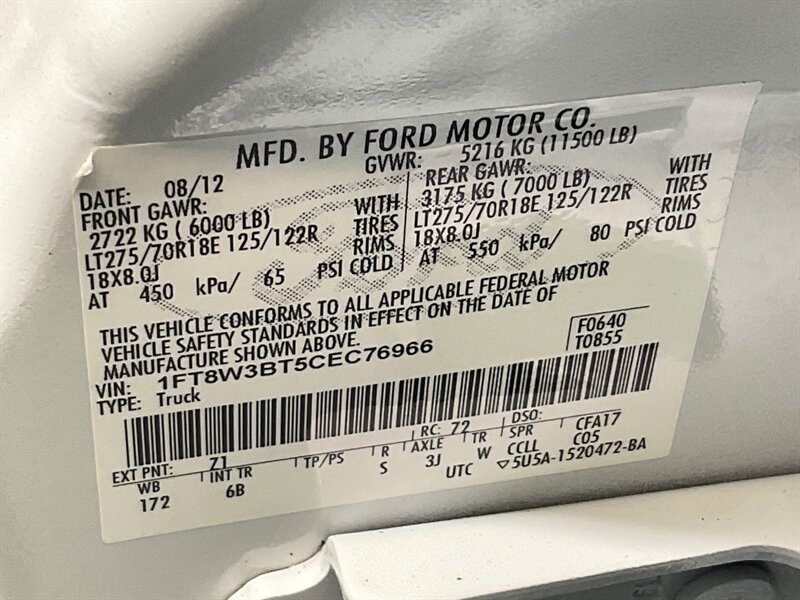 MFD. BY FORD MOTOR CO.
DATE: 08/12 GVWR: 5216 KG (11500 LB)
FRONT GAWR: REAR GAWR:
2722 KG ( 6000 LB) WITH 3175 KG ( 7000 LB) WITH
LT275/70R18E 125/122R TIRES LT275/70R18E 125/122R TIRES
18X8.0J RIMS 18X8.0J RIMS
AT 450 kPa/ 65 PSI COLD AT 550 kPa/ 80 PSI COLD
THIS VEHICLE CONFORMS TO ALL APPLICABLE FEDERAL MOTOR
VEHICLE SAFETY STANDARDS IN EFFECT ON THE DATE OF
MANUFACTURE SHOWN ABOVE.
F0640
T0855
VIN: 1FT8W3BT5CEC76966
TYPE: Truck
EXT PNT: 71 RC: 72 DSO: CFA17
WB INT TR TP/PS R AXLE TR SPR C05
172 6B S 3J W CCLL
UTC ▽5U5A-1520472-BA